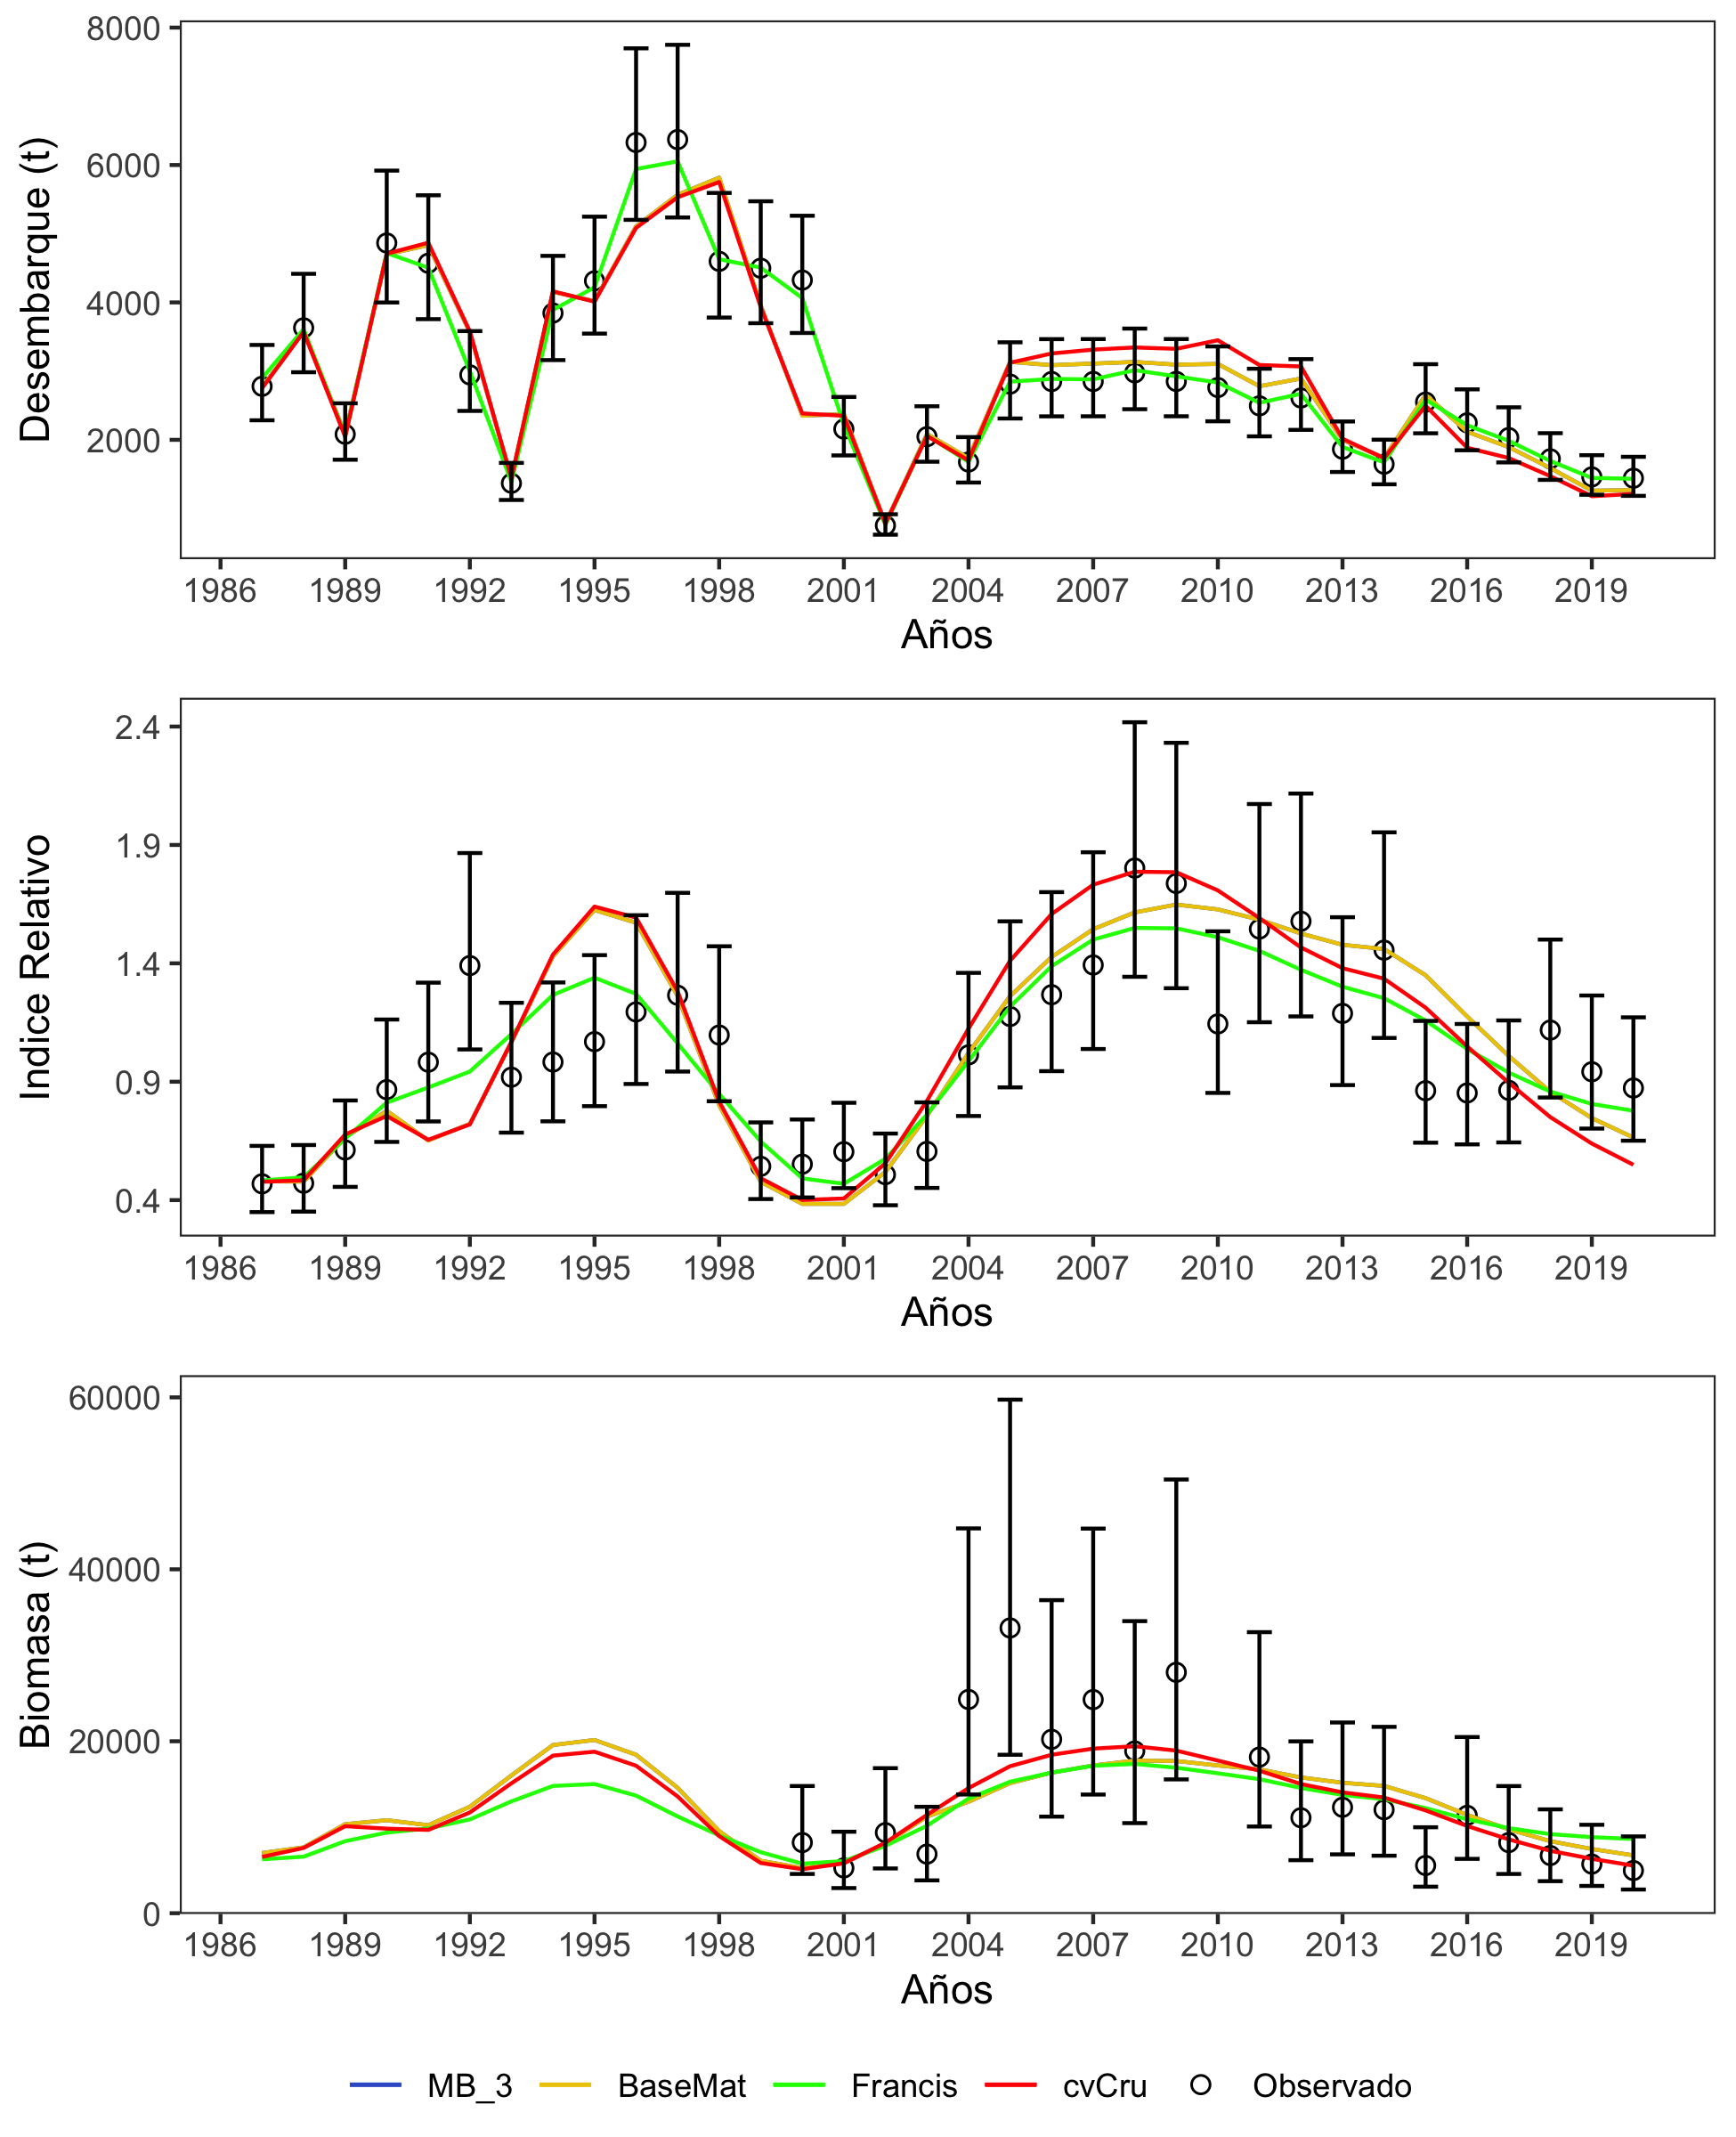 Desembarque (t)
8000
6000
4000
2000
1986 1989 1992 1995 1998 2001 2004 2007 2010 2013 2016 2019
Años
Indice Relativo
2.4
1.9
1.4
0.9
0.4
1986 1989 1992 1995 1998 2001 2004 2007 2010 2013 2016 2019
Años
Biomasa (t)
60000
40000
20000
0
1986 1989 1992 1995 1998 2001 2004 2007 2010 2013 2016 2019
Años
MB_3 BaseMat Francis cvCru Observado